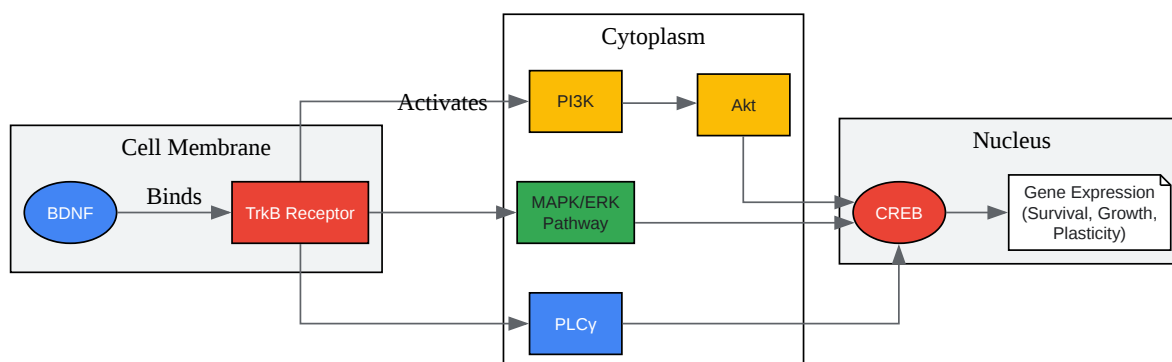 Cytoplasm
Activates
PI3K
Akt
Cell Membrane
Nucleus
BDNF
Binds
TrkB Receptor
MAPK/ERK
Pathway
CREB
Gene Expression
(Survival, Growth,
Plasticity)
PLCγ